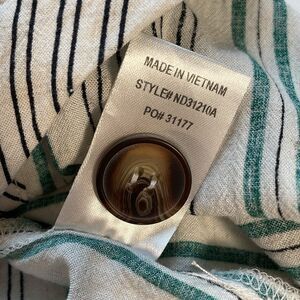 MADE IN VIETNAM
STYLE# ND31210A
PO# 31177